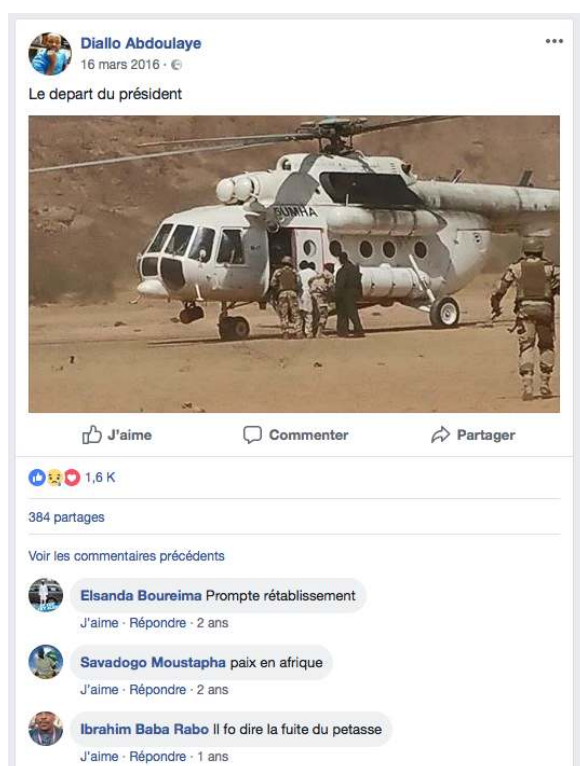 Diallo Abdoulaye
16 mars 2016 ·
Le depart du président
J'aime
Commenter
Partager
1,6 K
384 partages
Voir les commentaires précédents
Elsanda Boureima Prompte rétablissement
J'aime · Répondre · 2 ans
Savadogo Moustapha paix en afrique
J'aime · Répondre · 2 ans
Ibrahim Baba Rabo Il fo dire la fuite du petasse
J'aime · Répondre · 1 ans